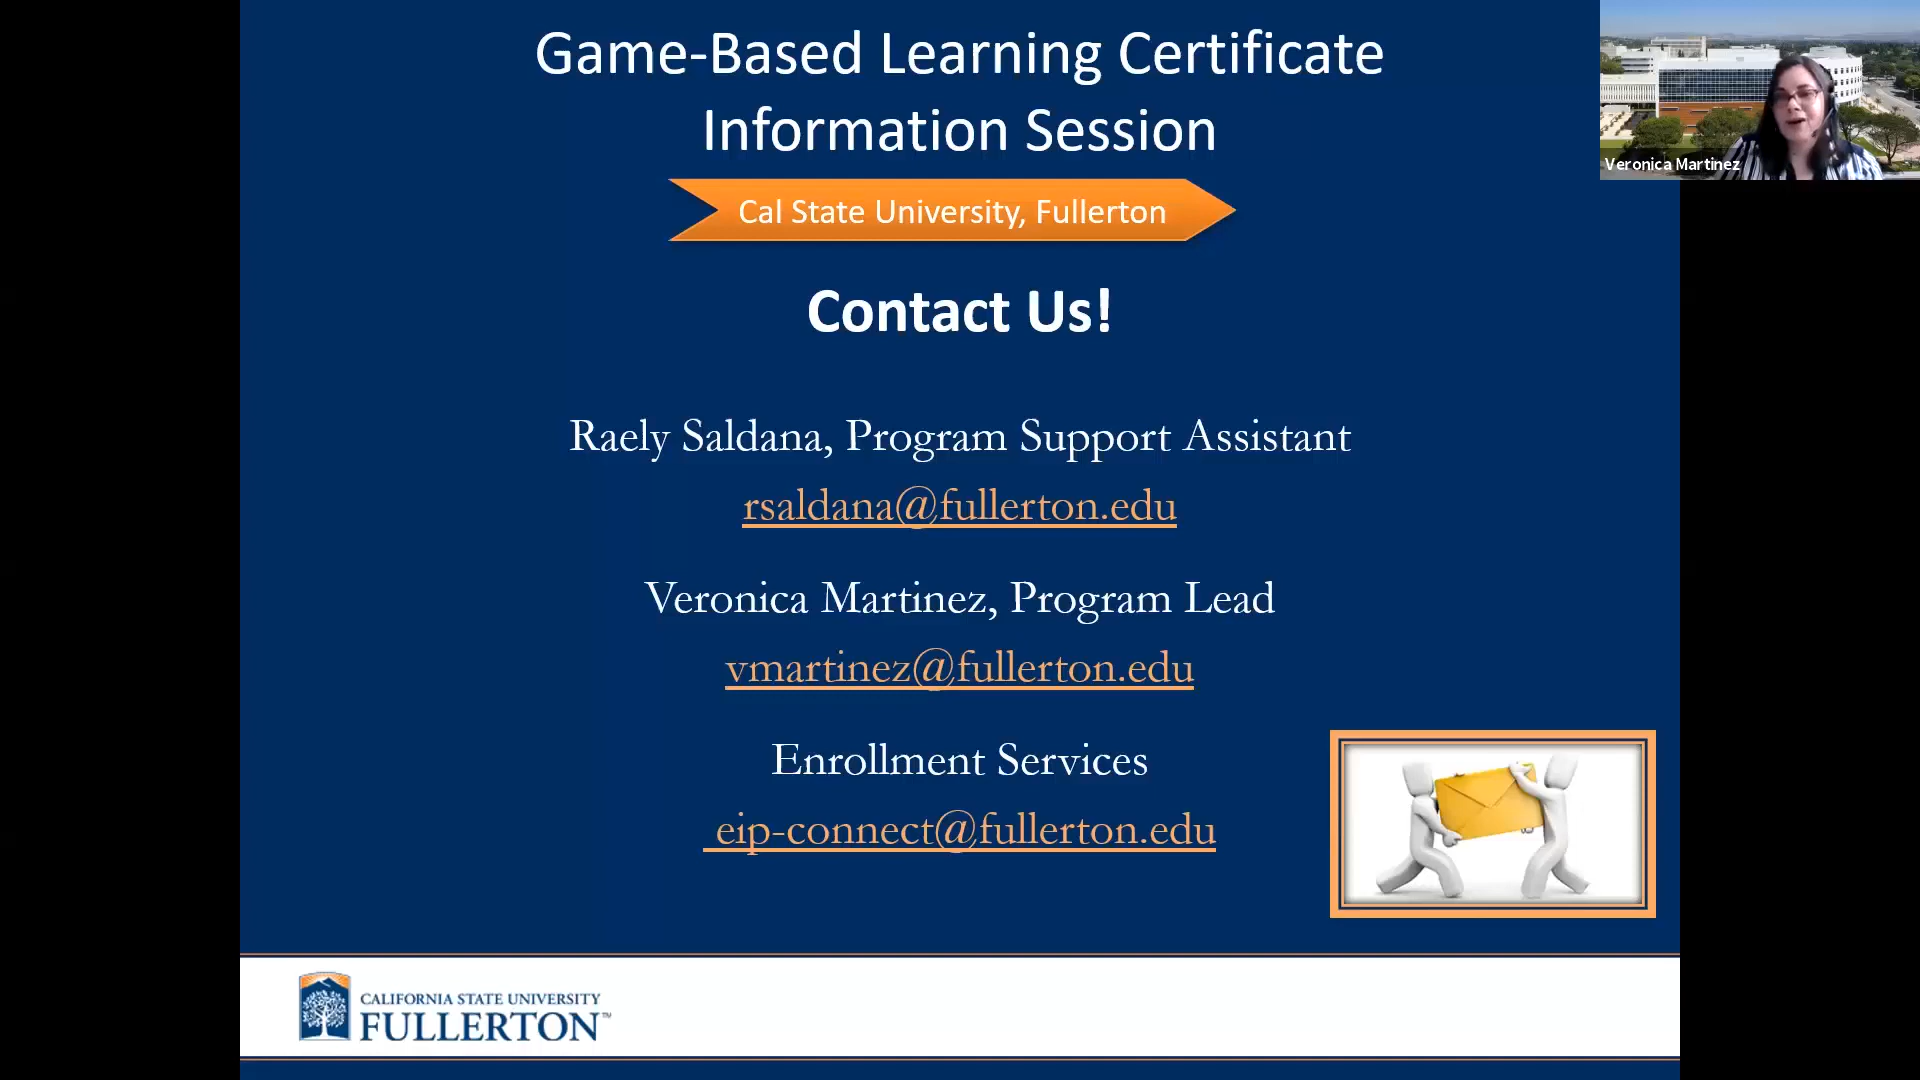 Game-Based Learning Certificate
Information Session
Cal State University, Fullerton
Contact Us!
Raely Saldana, Program Support Assistant
rsaldana@fullerton.edu
Veronica Martinez, Program Lead
vmartinez@fullerton.edu
Enrollment Services
eip-connect@fullerton.edu
CALIFORNIA STATE UNIVERSITY
FULLERTON™
Veronica Martinez